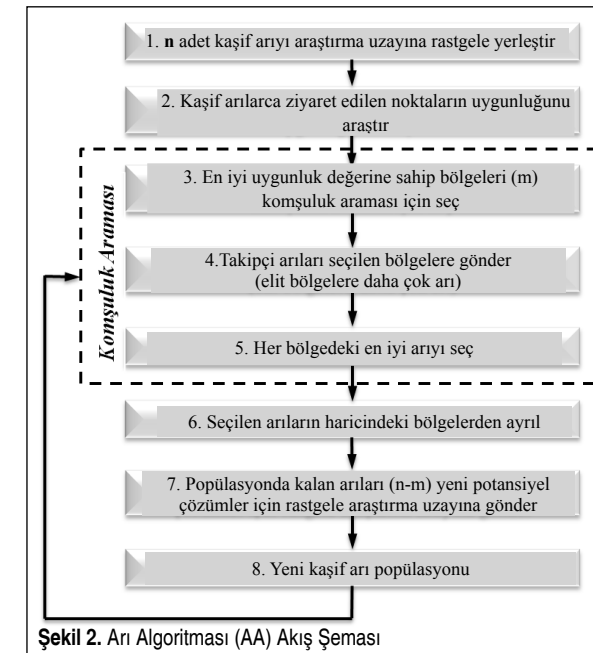 1. n adet kaşif arıyı araştırma uzayına rastgele yerleştir
2. Kaşif arılarca ziyaret edilen noktaların uygunluğunu
araştır
Komşuluk Araması
3. En iyi uygunluk değerine sahip bölgeleri (m)
komşuluk araması için seç
4.Takipçi arıları seçilen bölgelere gönder
(elit bölgelere daha çok arı)
5. Her bölgedeki en iyi arıyı seç
6. Seçilen arıların haricindeki bölgelerden ayrıl
7. Popülasyonda kalan arıları (n-m) yeni potansiyel
çözümler için rastgele araştırma uzayına gönder
8. Yeni kaşif arı popülasyonu
Şekil 2. Arı Algoritması (AA) Akış Şeması